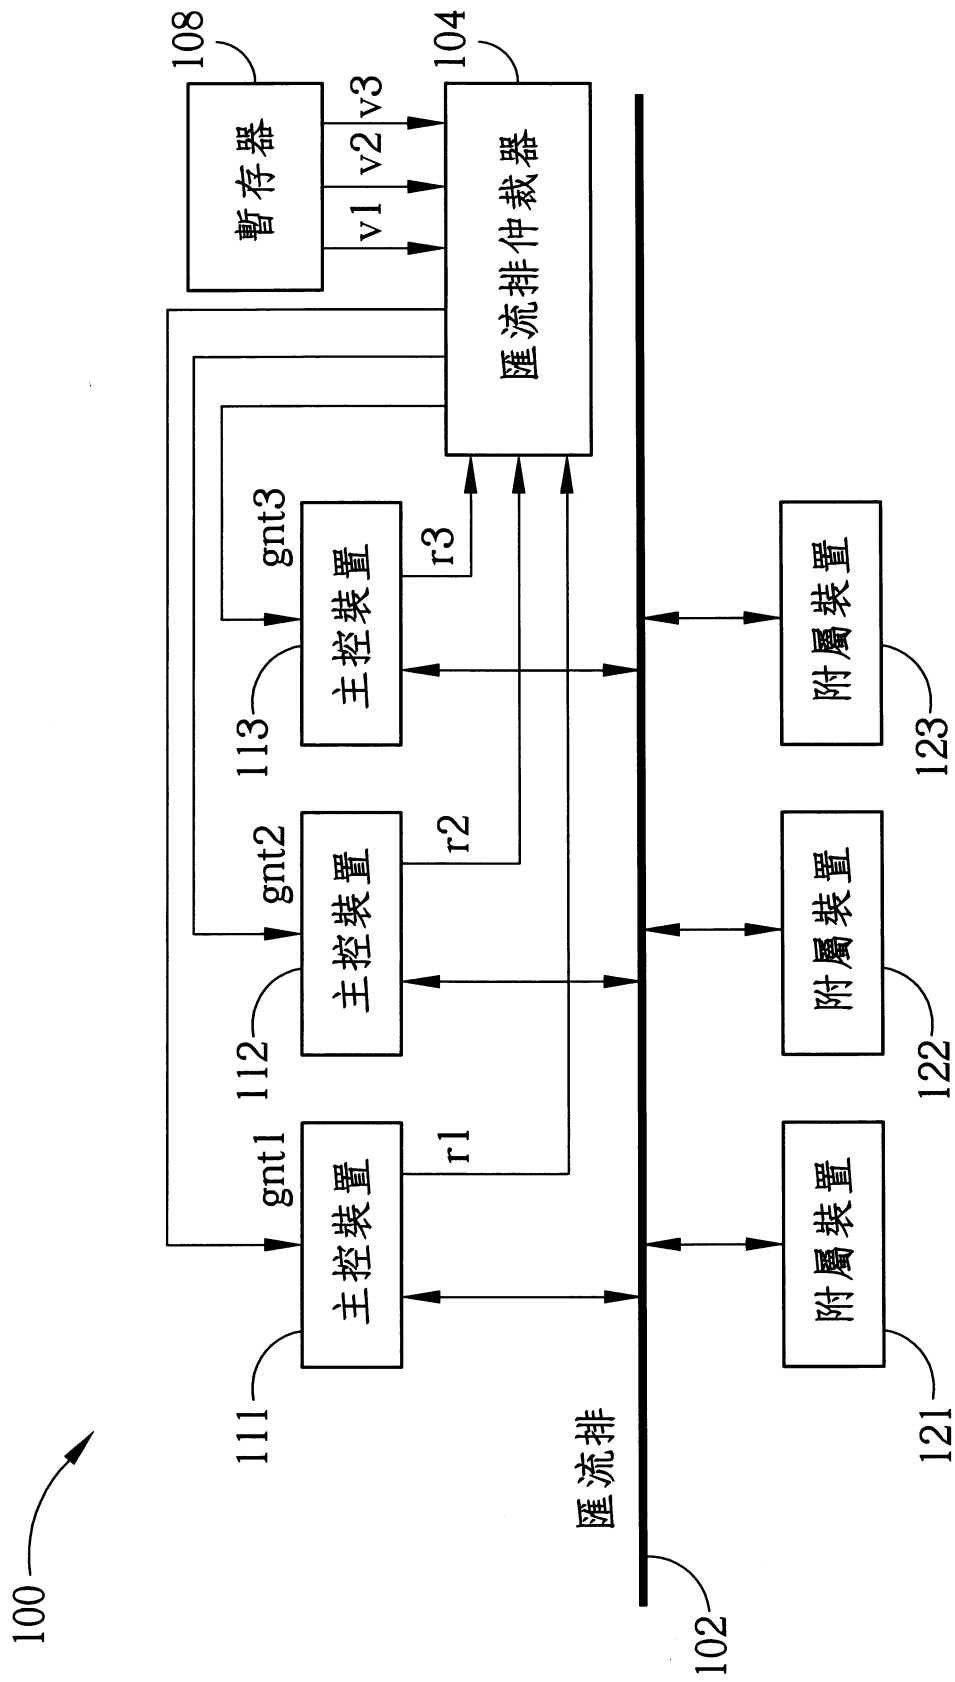 100
111
gnt1
主控裝置
r1
112
gnt2
主控裝置
r2
113
gnt3
主控裝置
r3
108
暫存器
v1
v2
v3
104
匯流排仲裁器
匯流排
102
附屬裝置
121
附屬裝置
122
附屬裝置
123